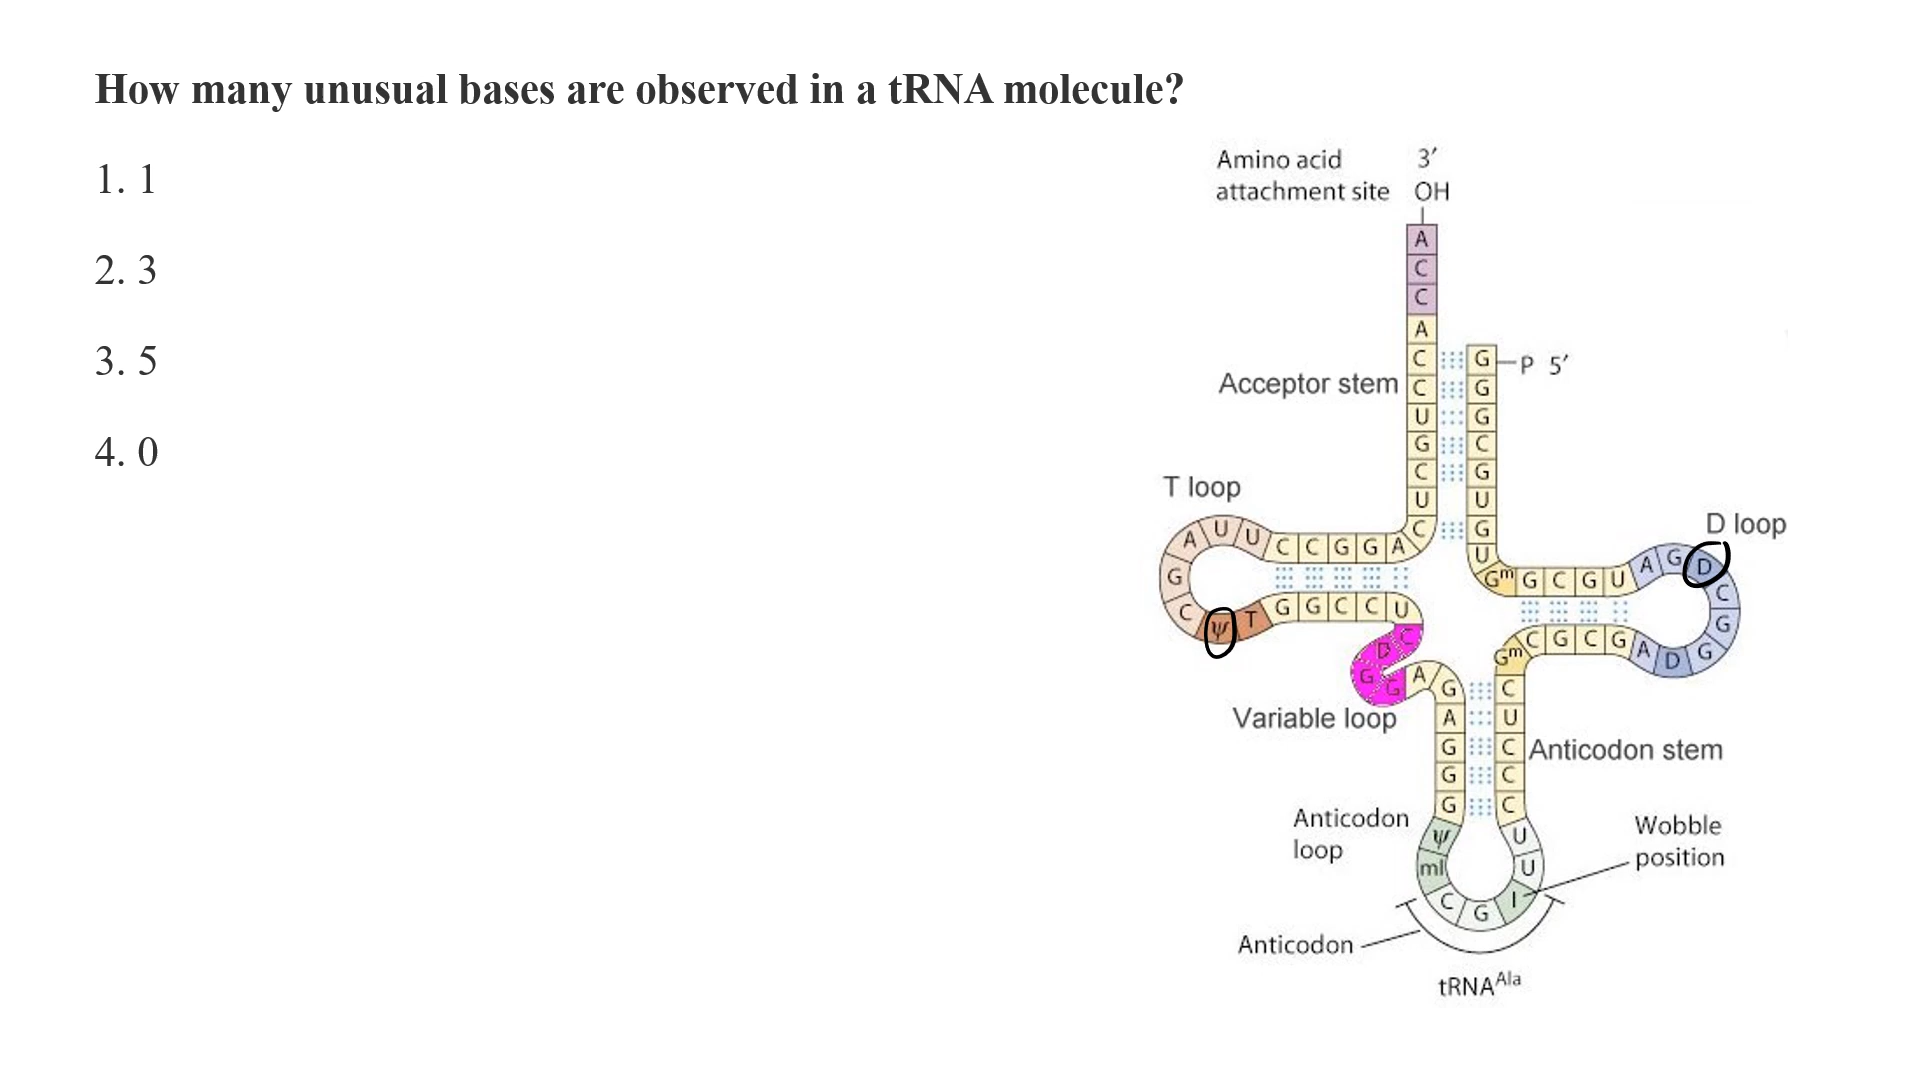 How many unusual bases are observed in a tRNA molecule?
1. 1
2. 3
3. 5
4. 0
Amino acid
attachment site
3′
OH
A
C
C
A
C
C
U
G
C
U
C
Acceptor stem
G P 5′
G
G
C
G
U
G
U
Gm G C G U A G D
C
G
G
D
A
G C G C
Gm
D loop
T loop
U U C C G G A
A
G
C
ψ T G G C C U
C
D
G
G
A G
Variable loop
A
G
G
G
ψ
mI
C G I
U
U
C
C
C
U
C
Anticodon stem
Anticodon
loop
Wobble
position
Anticodon
tRNAAla